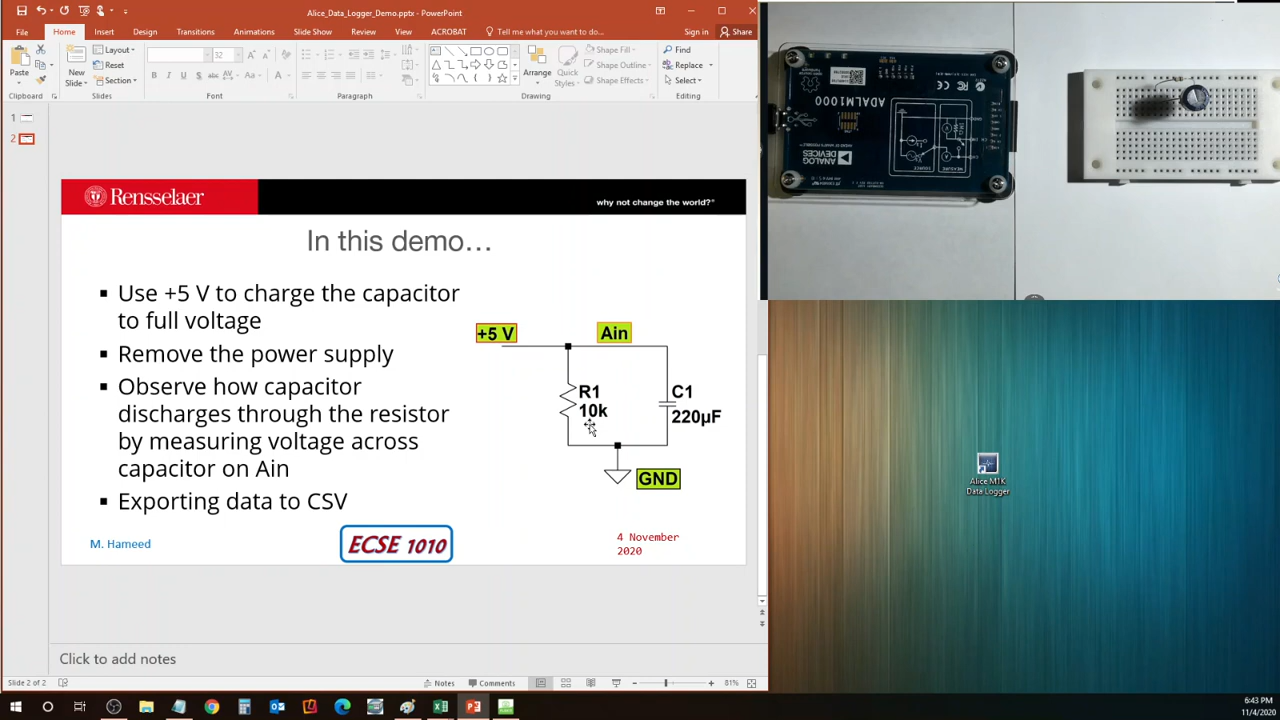 Alice_Data_Logger_Demo.pptx - PowerPoint
File
Home
Insert
Design
Transitions
Animations
Slide Show
Review
View
ACROBAT
Tell me what you want to do...
Sign in
Share
Paste
New
Slide
Layout
Reset
Section
32
Arrange
Quick
Styles
Shape Fill
Shape Outline
Shape Effects
Find
Replace
Select
Clipboard
Slides
Font
Paragraph
Drawing
Editing
1
2
Rensselaer
why not change the world?®
In this demo…
Use +5 V to charge the capacitor
to full voltage
Remove the power supply
Observe how capacitor
discharges through the resistor
by measuring voltage across
capacitor on Ain
Exporting data to CSV
+5 V
Ain
R1
10k
C1
220µF
GND
M. Hameed
ECSE 1010
4 November
2020
Click to add notes
Slide 2 of 2
Notes
Comments
81%
ADALM1000
ANALOG
DEVICES
SOURCE
MEASURE
Alice M1K
Data Logger
6:43 PM
11/4/2020